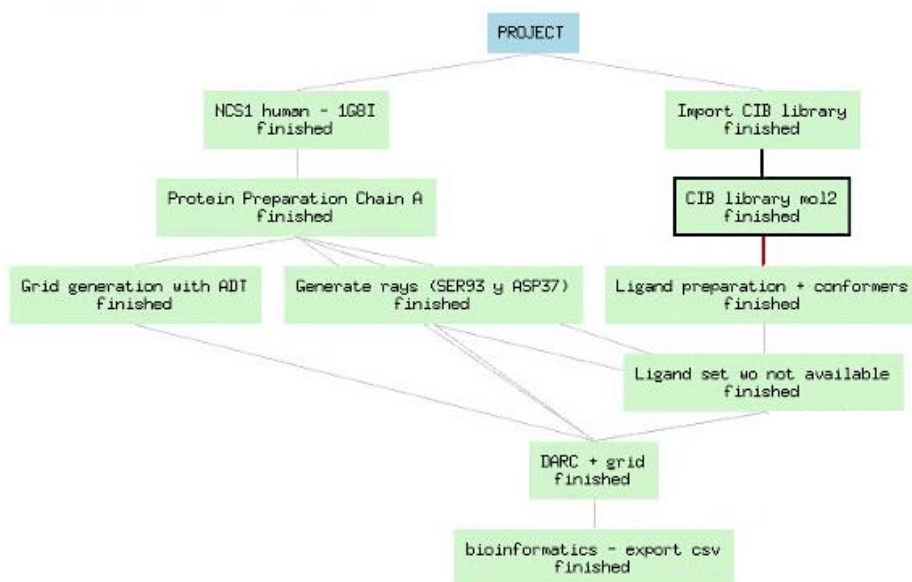 PROJECT
NCS1 human - 1G8I
finished
Import CIB library
finished
Protein Preparation Chain A
finished
CIB library mol2
finished
Grid generation with ADT
finished
Generate rays (SER93 y ASP37)
finished
Ligand preparation + conformers
finished
Ligand set wo not available
finished
DARC + grid
finished
bioinformatics - export csv
finished